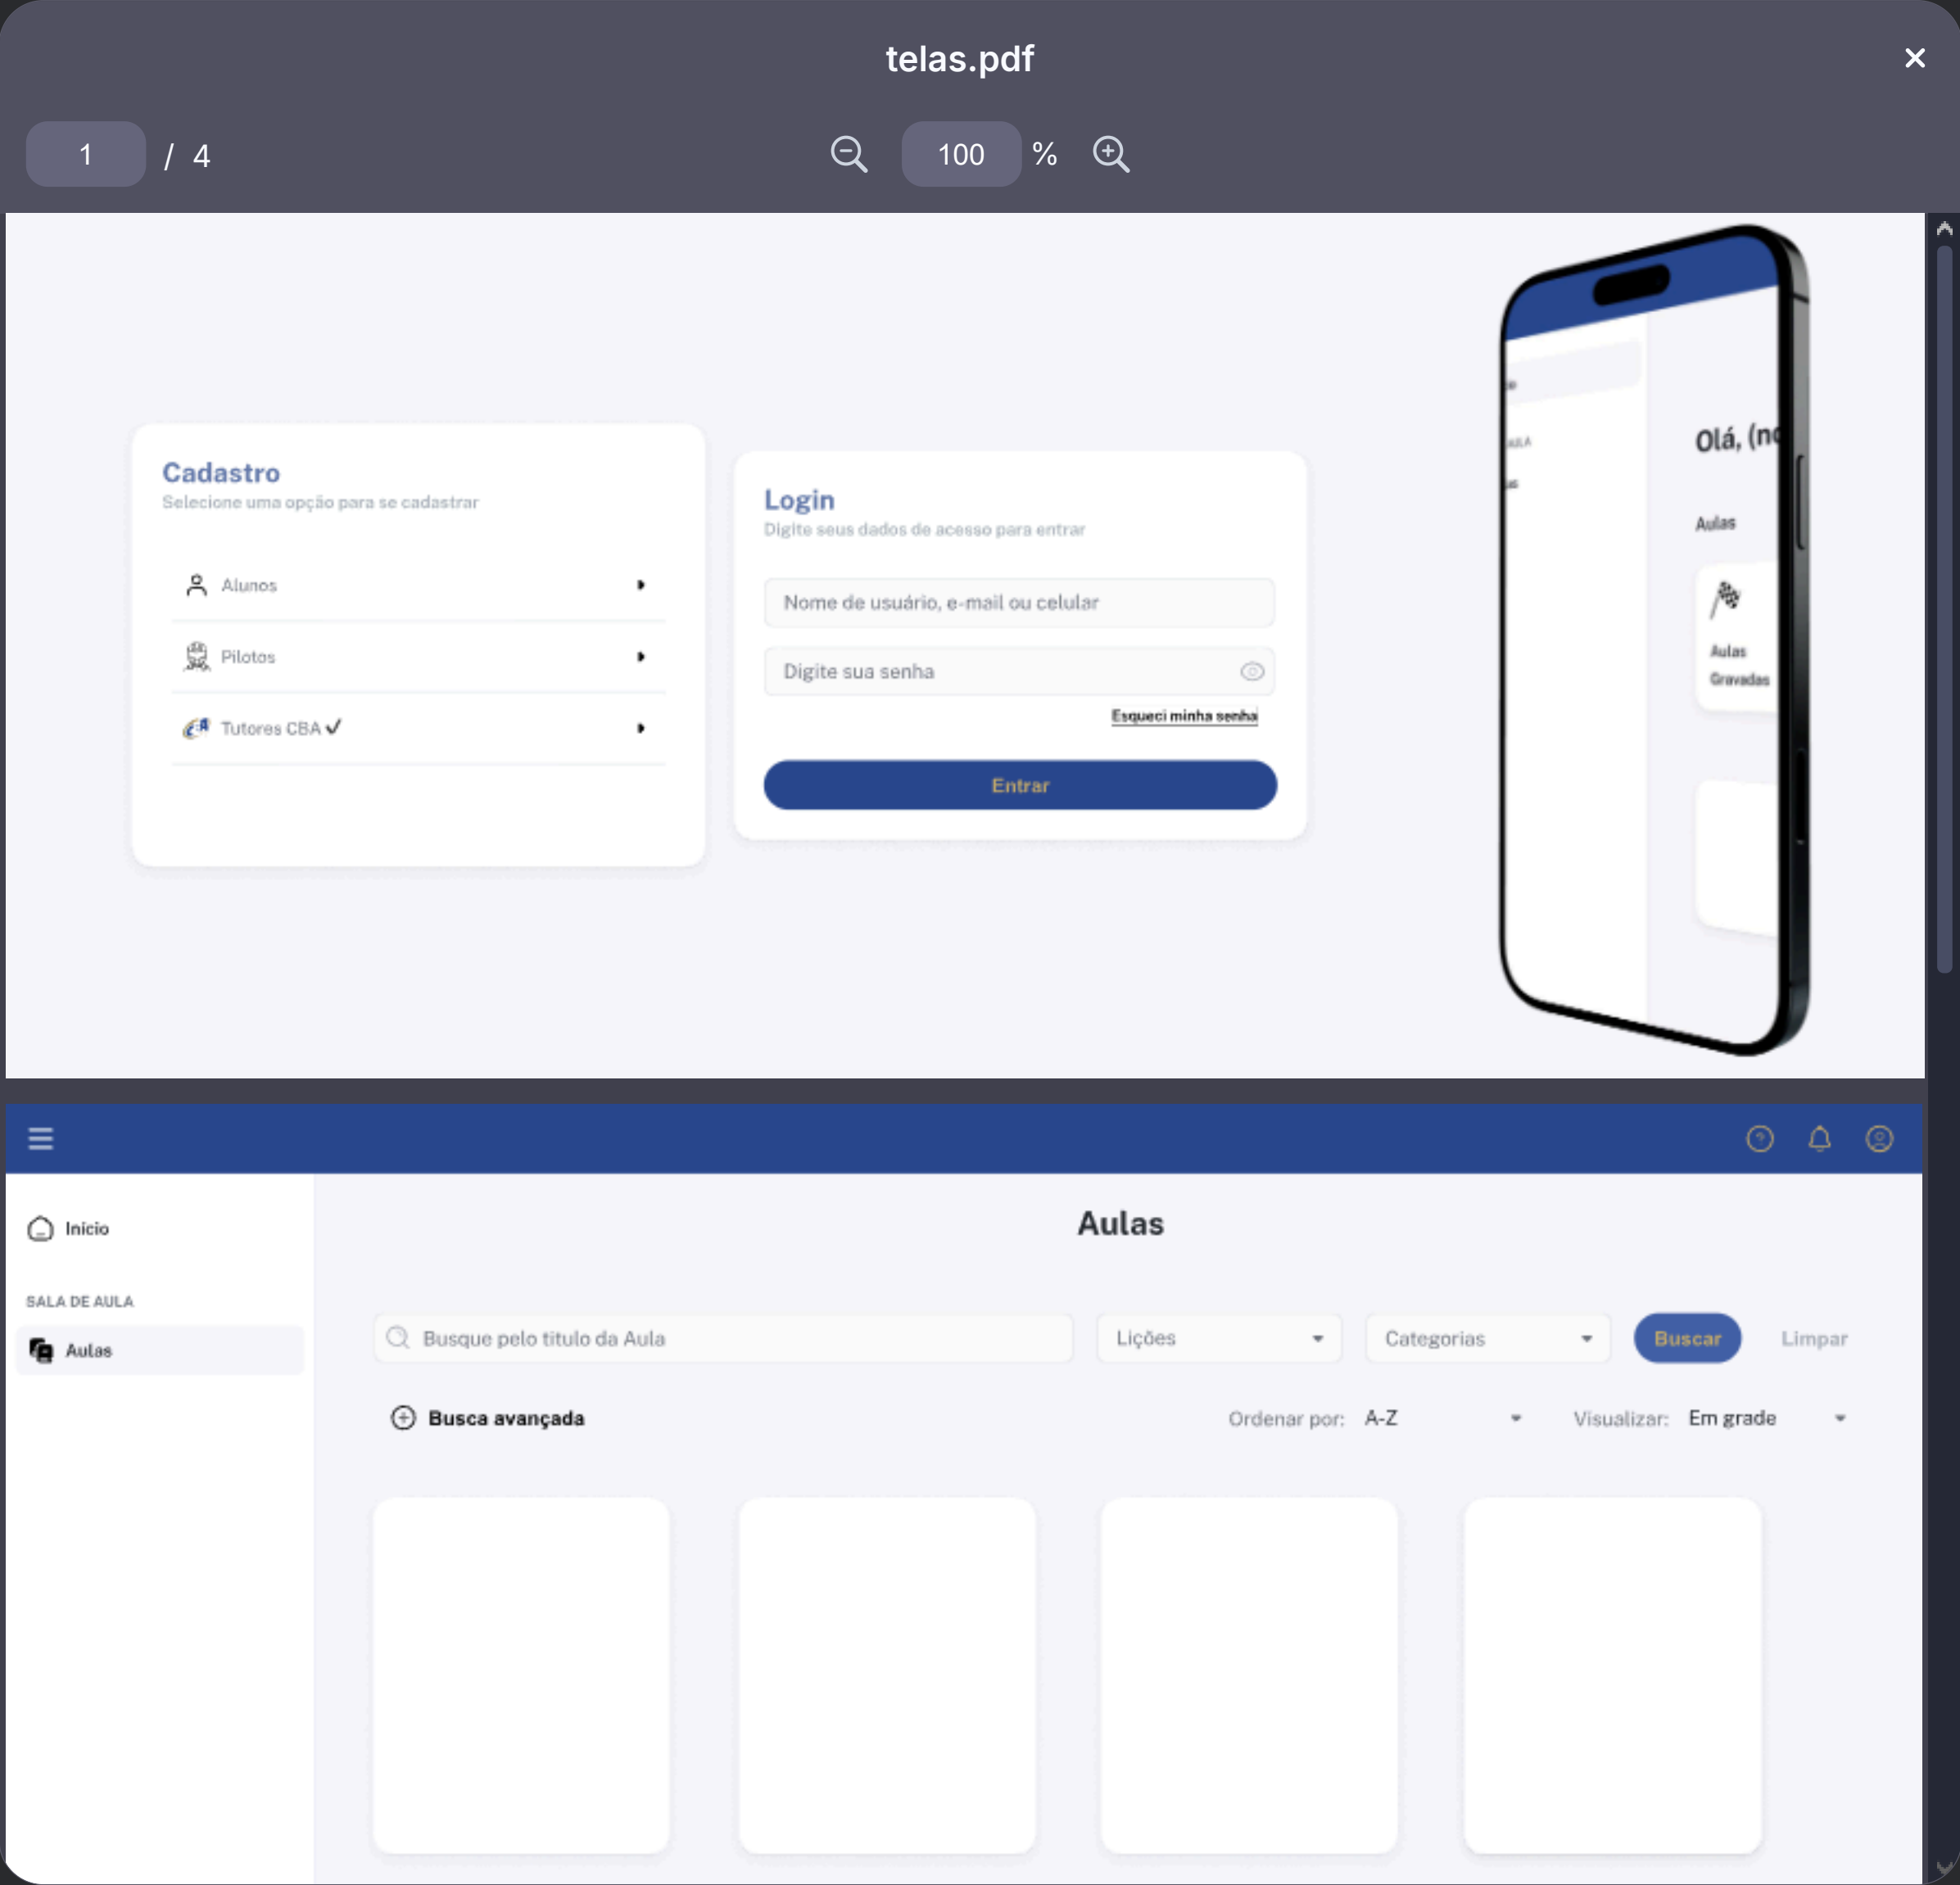 telas.pdf
1 / 4
100 %
Cadastro
Selecione uma opção para se cadastrar
Alunos
Pilotos
Tutores CBA
Login
Digite seus dados de acesso para entrar
Nome de usuário, e-mail ou celular
Digite sua senha
Esqueci minha senha
Entrar
Olá, (no
Aulas
Aulas
Gravadas
Início
SALA DE AULA
Aulas
Aulas
Busque pelo titulo da Aula
Lições
Categorias
Buscar
Limpar
Busca avançada
Ordenar por: A-Z
Visualizar: Em grade